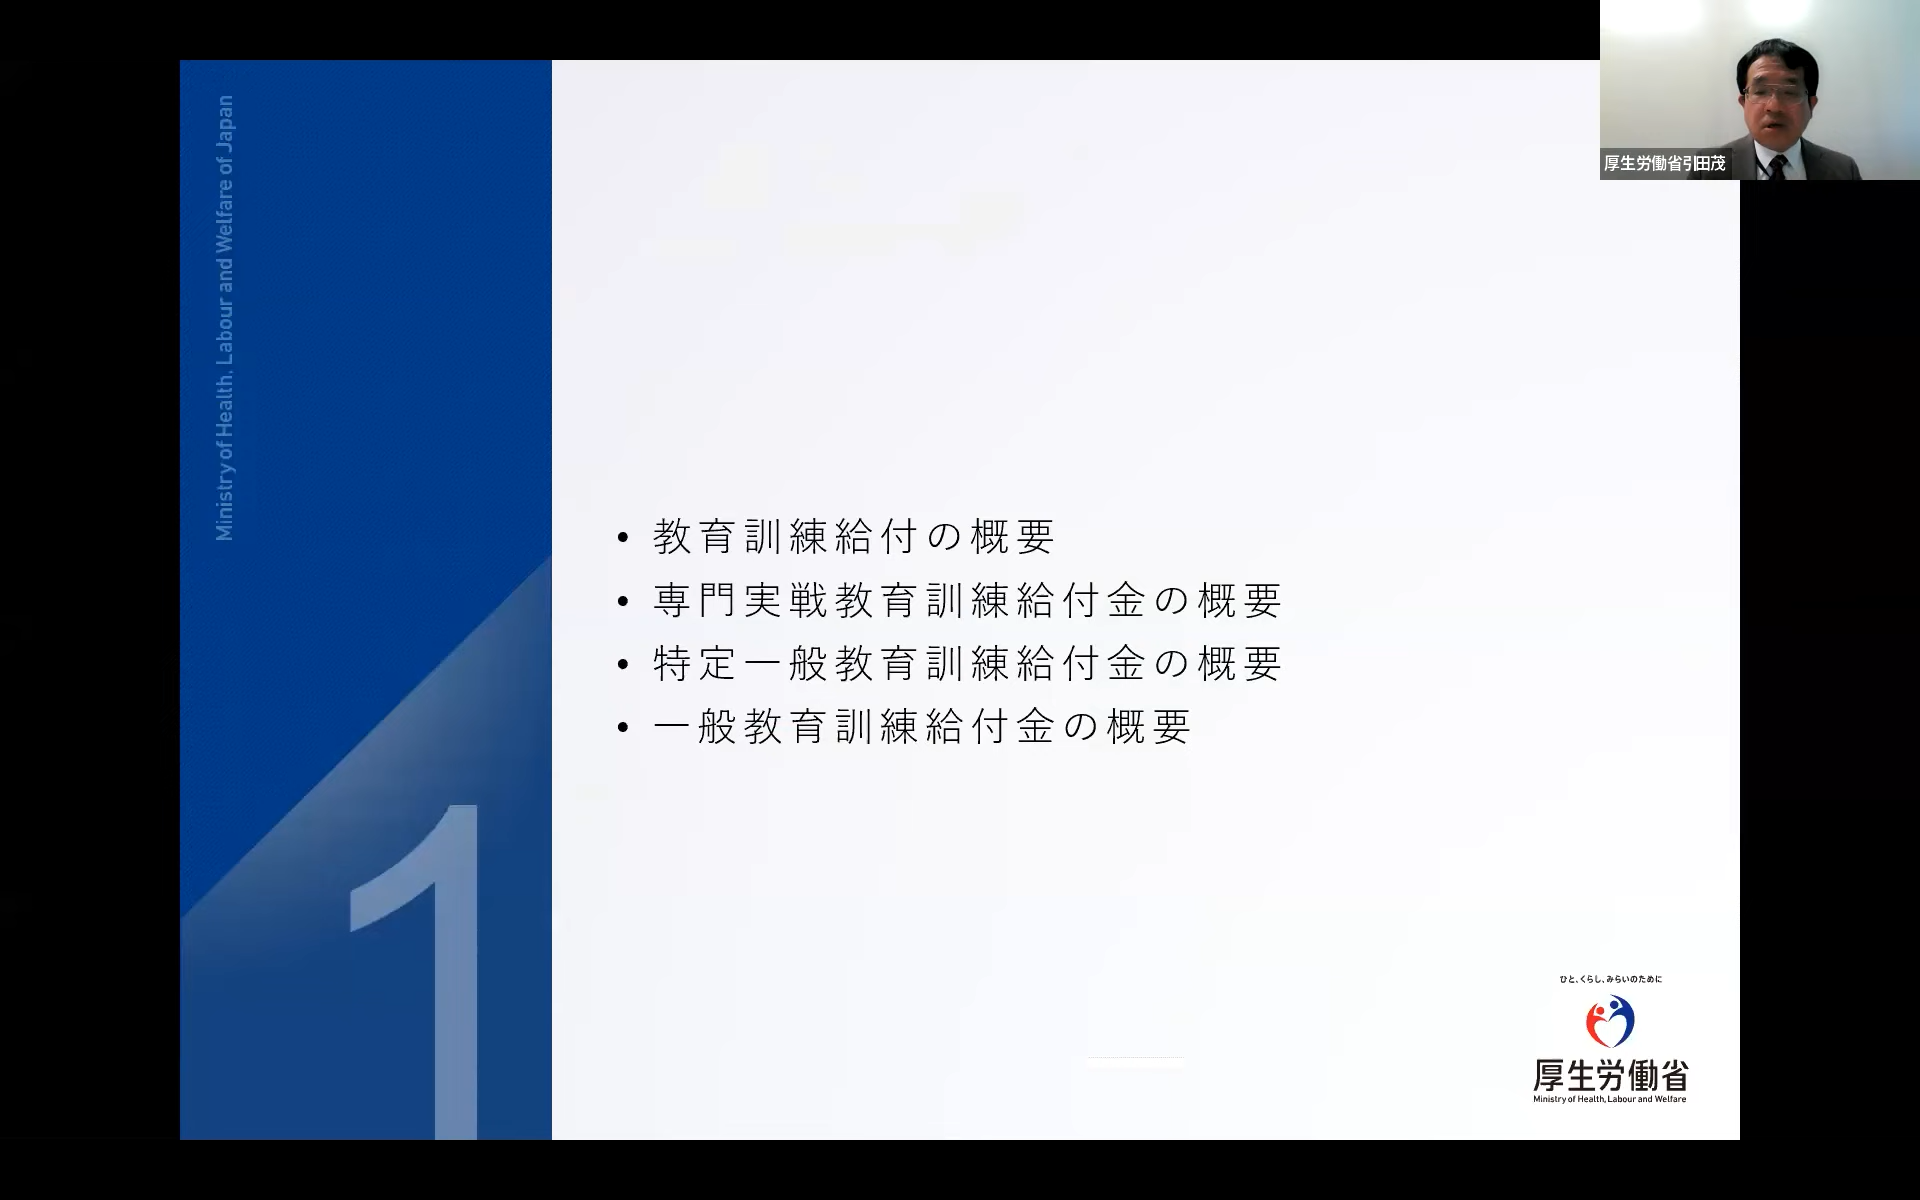 Ministry of Health, Labour and Welfare of Japan
厚生労働省引田茂
• 教育訓練給付の概要
• 専門実戦教育訓練給付金の概要
• 特定一般教育訓練給付金の概要
• 一般教育訓練給付金の概要
1
ひと、くらし、みらいのために
厚生労働省
Ministry of Health, Labour and Welfare